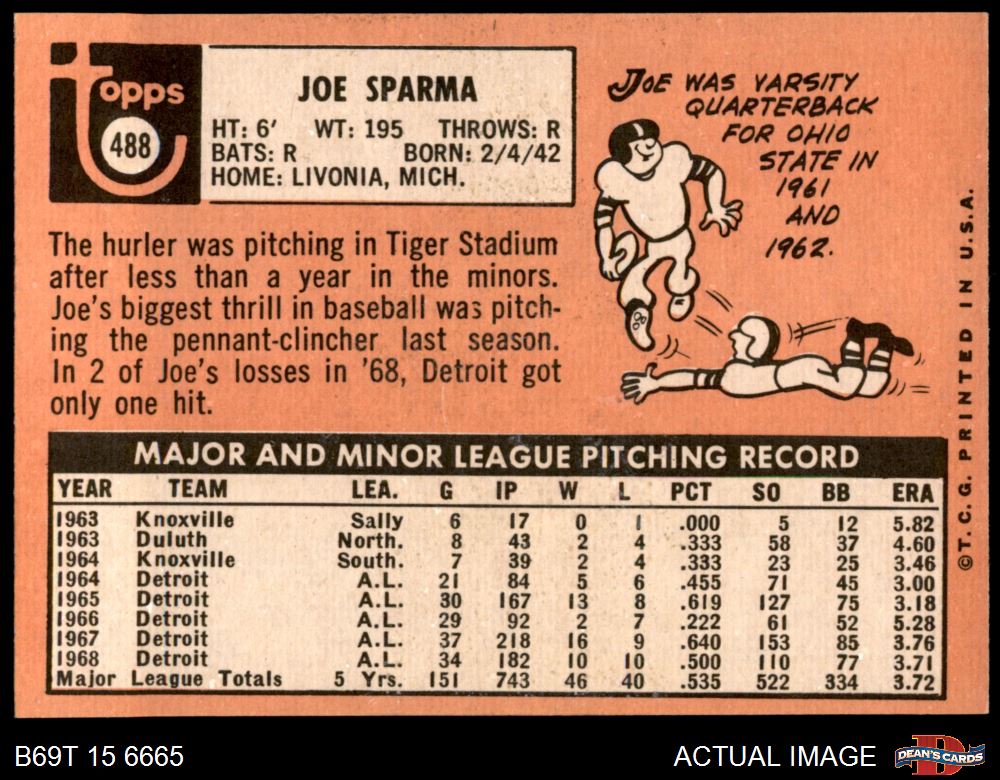 topps
488
JOE SPARMA
HT: 6' WT: 195 THROWS: R
BATS: R BORN: 2/4/42
HOME: LIVONIA, MICH.
JOE WAS VARSITY
QUARTERBACK
FOR OHIO
STATE IN
1961
AND
1962.
The hurler was pitching in Tiger Stadium
after less than a year in the minors.
Joe's biggest thrill in baseball was pitch-
ing the pennant-clincher last season.
In 2 of Joe's losses in '68, Detroit got
only one hit.
MAJOR AND MINOR LEAGUE PITCHING RECORD
YEAR TEAM LEA. G IP W L PCT SO BB ERA
1963 Knoxville Sally 6 17 0 1 .000 5 12 5.82
1963 Duluth North. 8 43 2 4 .333 58 37 4.60
1964 Knoxville South. 7 39 2 4 .333 23 25 3.46
1964 Detroit A.L. 21 84 5 6 .455 71 45 3.00
1965 Detroit A.L. 30 167 13 8 .619 127 75 3.18
1966 Detroit A.L. 29 92 2 7 .222 61 52 5.28
1967 Detroit A.L. 37 218 16 9 .640 153 85 3.76
1968 Detroit A.L. 34 182 10 10 .500 110 77 3.71
Major League Totals 5 Yrs. 151 743 46 40 .535 522 334 3.72
© T. C. G. PRINTED IN U.S.A.
B69T 15 6665
ACTUAL IMAGE
D
DEAN'S CARDS